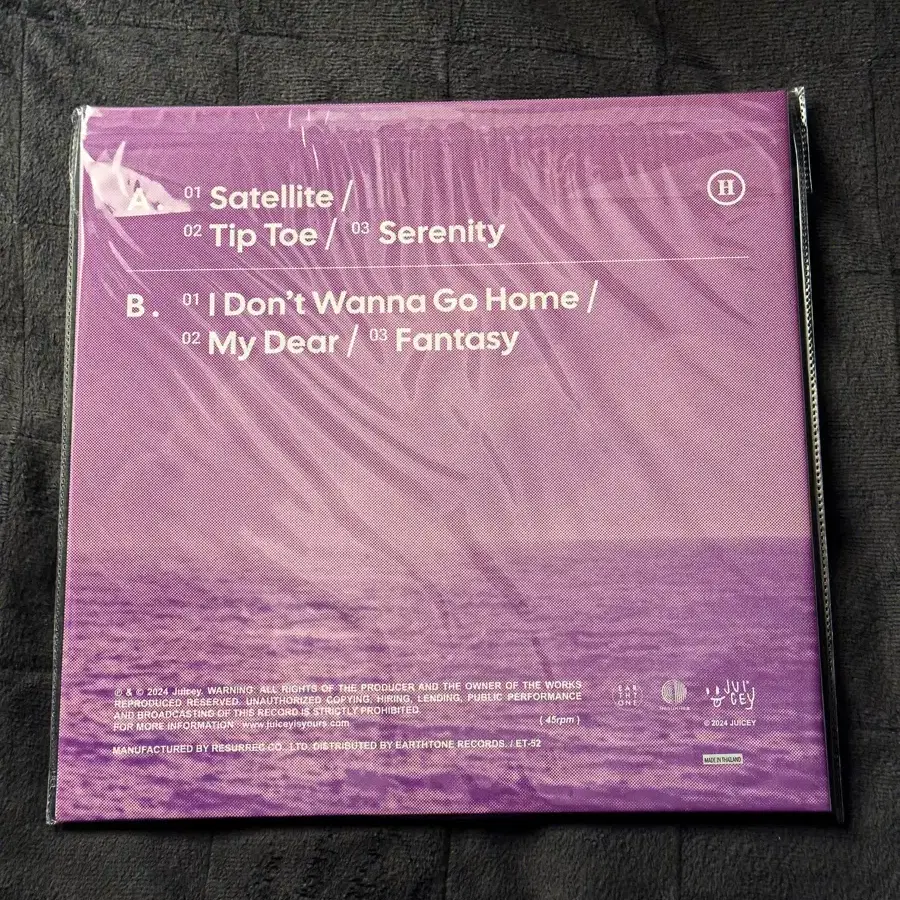 A. 01 Satellite /
02 Tip Toe / 03 Serenity
H
B. 01 I Don't Wanna Go Home /
02 My Dear / 03 Fantasy
℗ & © 2024 Juicey. WARNING: ALL RIGHTS OF THE PRODUCER AND THE OWNER OF THE WORKS
REPRODUCED RESERVED. UNAUTHORIZED COPYING, HIRING, LENDING, PUBLIC PERFORMANCE
AND BROADCASTING OF THIS RECORD IS STRICTLY PROHIBITED.
FOR MORE INFORMATION : www.juiceyisyours.com
( 45rpm )
MANUFACTURED BY RESURREC CO., LTD. DISTRIBUTED BY EARTHTONE RECORDS. / ET-52
EAR
TH T
ONE
JUI
CEY
© 2024 JUICEY
MADE IN THAILAND